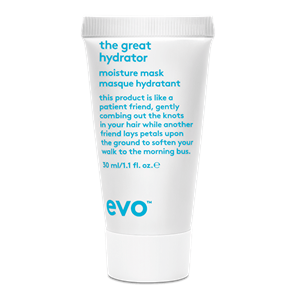 the great
hydrator
moisture mask
masque hydratant
this product is like a
patient friend, gently
combing out the knots
in your hair while another
friend lays petals upon
the ground to soften your
walk to the morning bus.
30 ml/1.1 fl. oz. ℮
evo™